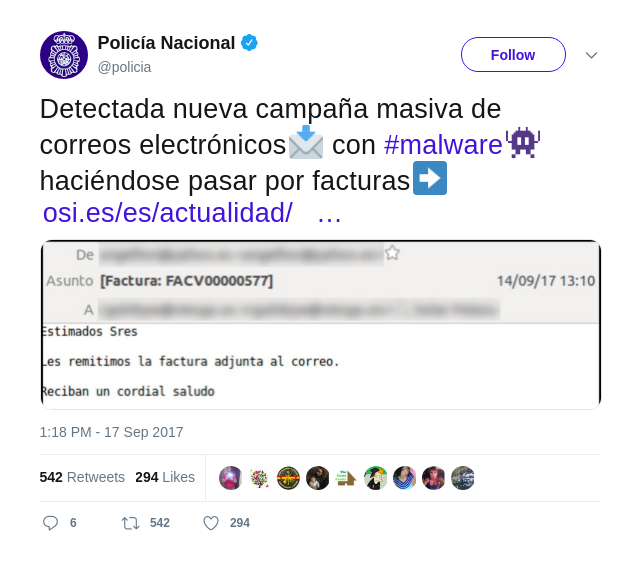 Policía Nacional
@policia
Follow
Detectada nueva campaña masiva de
correos electrónicos con #malware
haciéndose pasar por facturas
osi.es/es/actualidad/ …
De
Asunto [Factura: FACV00000577] 14/09/17 13:10
A
Estimados Sres
Les remitimos la factura adjunta al correo.
Reciban un cordial saludo
1:18 PM - 17 Sep 2017
542 Retweets 294 Likes
6 542 294